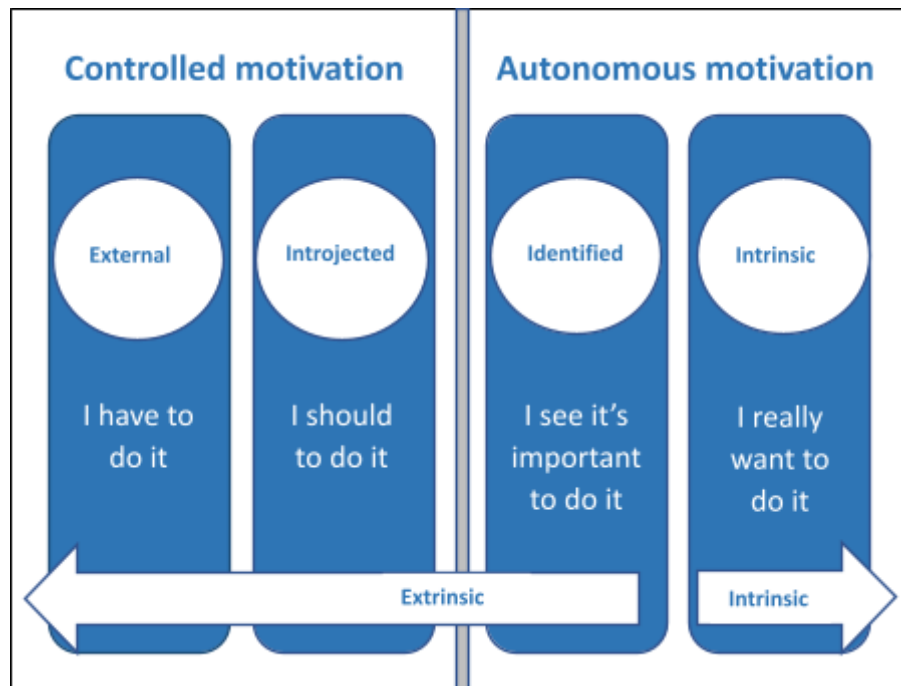 Controlled motivation
Autonomous motivation
External
Introjected
Identified
Intrinsic
I have to
do it
I should
to do it
I see it's
important
to do it
I really
want to
do it
Extrinsic
Intrinsic